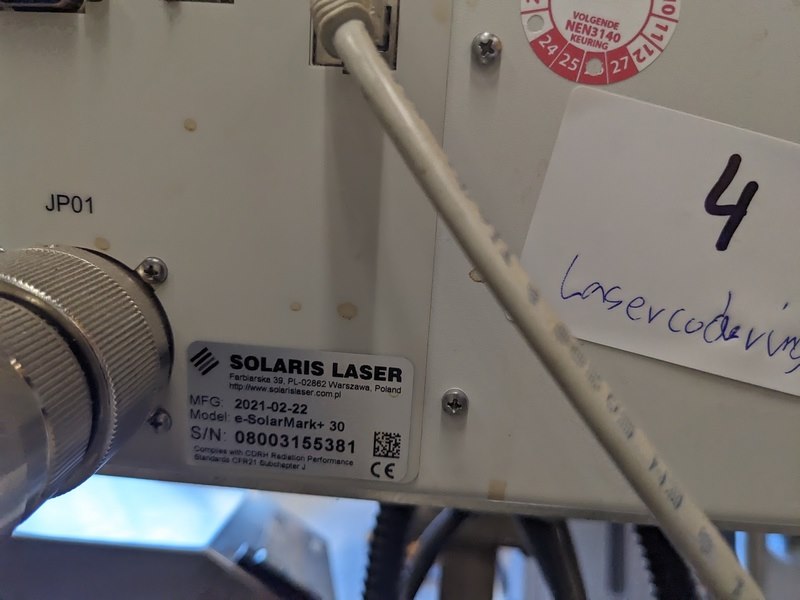 10
11
12
VOLGENDE
NEN3140
KEURING
24 25 27
4
Lasercodering
JP01
SOLARIS LASER
Farbiarska 39, PL-02862 Warszawa, Poland
http://www.solarislaser.com.pl
MFG: 2021-02-22
Model: e-SolarMark+ 30
S/N: 08003155381
Complies with CDRH Radiation Performance
Standards CFR21 Subchapter J
CE